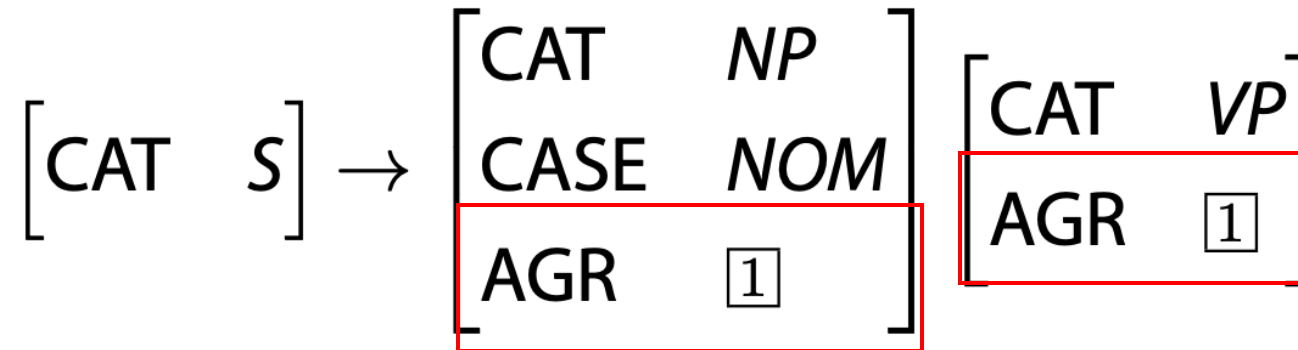 [CAT S] → [CAT NP
CASE NOM
AGR 1]
[CAT VP
AGR 1]